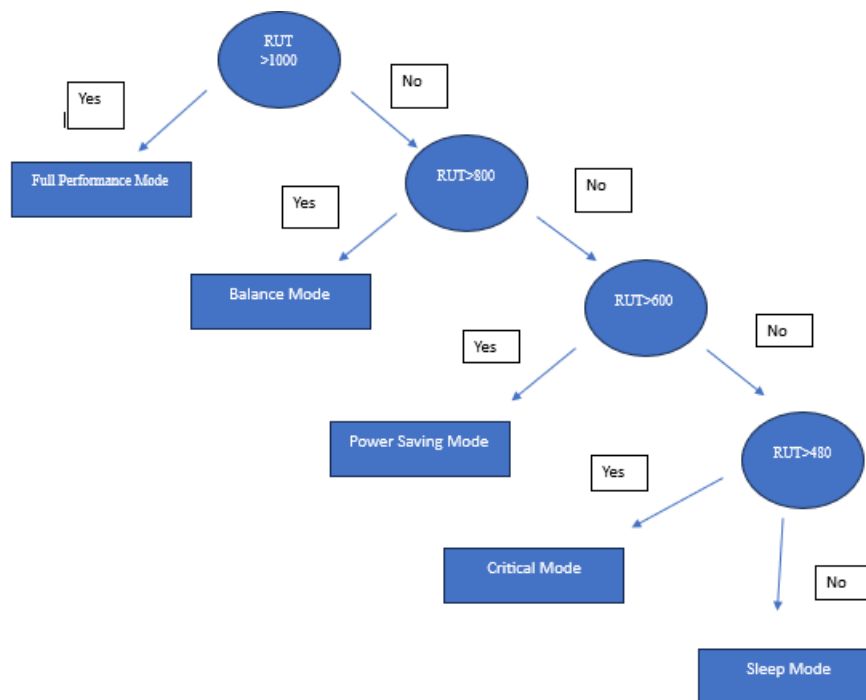 RUT
>1000
Yes
No
Full Performance Mode
RUT>800
Yes
No
Balance Mode
RUT>600
Yes
No
Power Saving Mode
RUT>480
Yes
Critical Mode
No
Sleep Mode